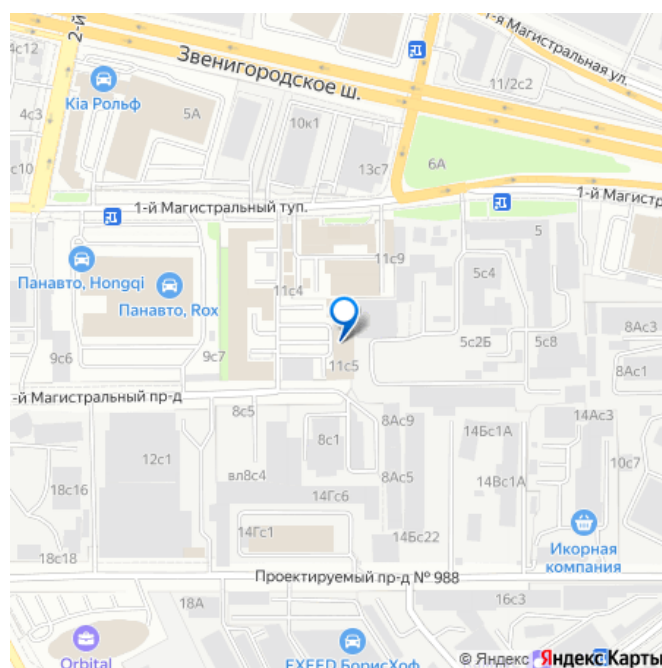 4с12
2-й
Kia Рольф
5А
4с3
с10
Звенигородское ш.
10к1
13с7
1-я Магистральная ул.
11/2с2
6А
1-й Магистральный туп.
1-й Магистр
Панавто, Hongqi
Панавто, Rox
9с6
9с7
11с4
11с9
11с5
5
5с4
5с2Б
5с8
8Ас3
8Ас1
-й Магистральный пр-д
8с5
8с1
8Ас9
14Бс1А
14Ас3
12с1
вл8с4
8Ас5
14Вс1А
10с7
18с16
14Гс6
14Гс1
14Бс22
18с18
Икорная
компания
Проектируемый пр-д № 988
18А
16с3
Orbital
EXEED БорисХоф
© Яндекс Яндекс Карты